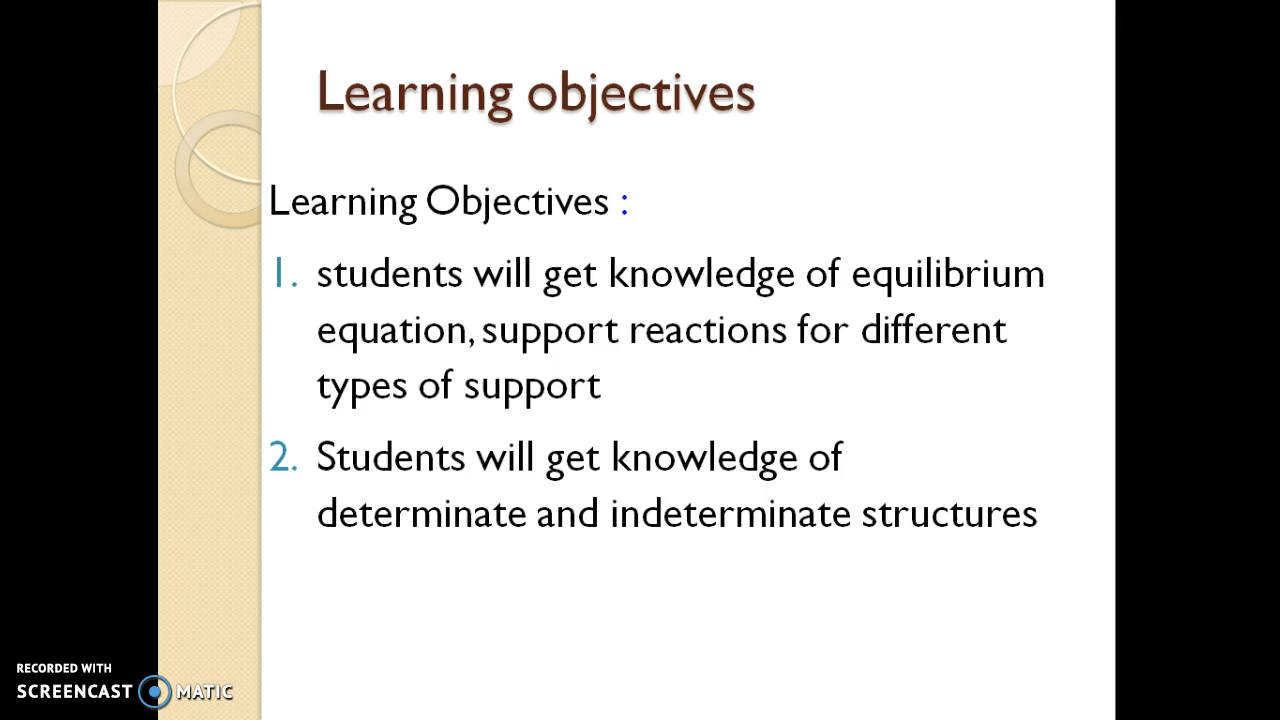 Learning objectives
Learning Objectives :
1. students will get knowledge of equilibrium
equation, support reactions for different
types of support
2. Students will get knowledge of
determinate and indeterminate structures
RECORDED WITH
SCREENCAST MATIC